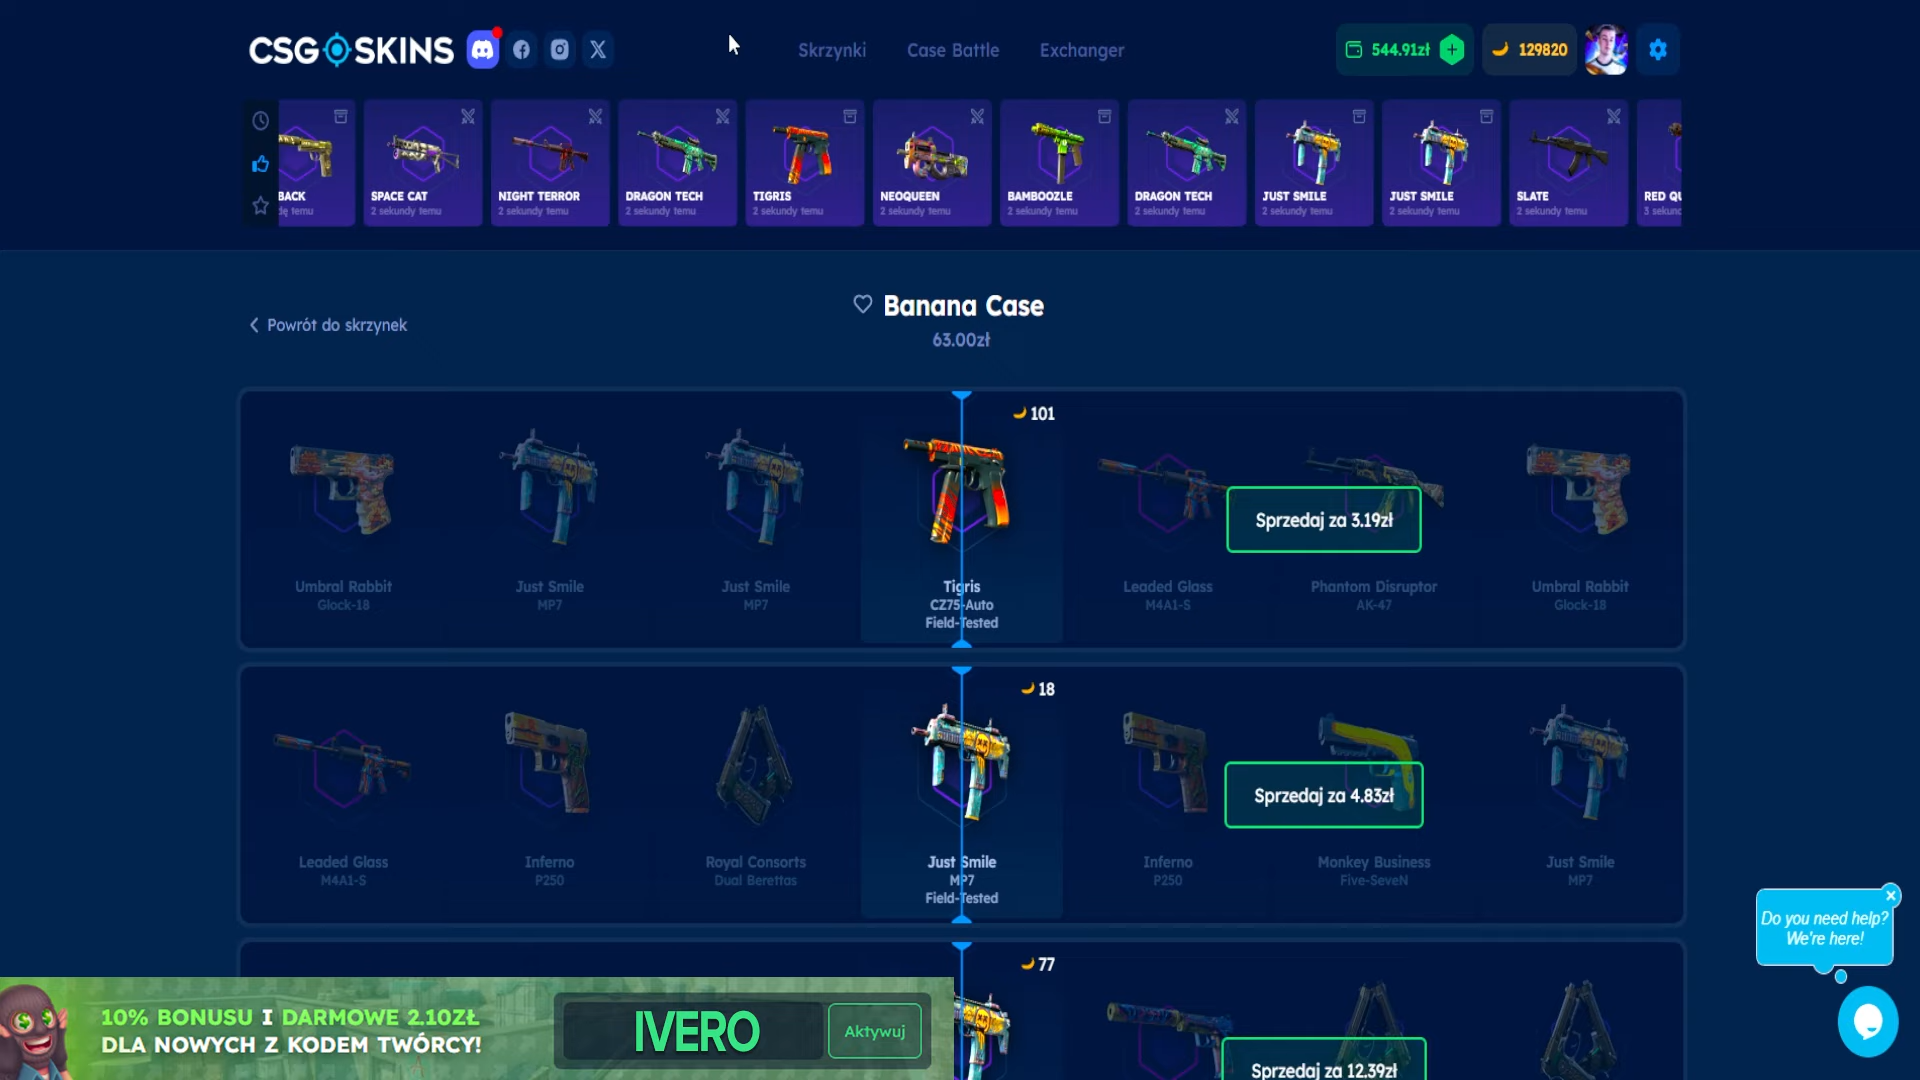 CSGOSKINS
Skrzynki
Case Battle
Exchanger
544.91zł
129820
BACK
SPACE CAT
2 sekundy temu
NIGHT TERROR
2 sekundy temu
DRAGON TECH
2 sekundy temu
TIGRIS
2 sekundy temu
NEOQUEEN
2 sekundy temu
BAMBOOZLE
2 sekundy temu
DRAGON TECH
2 sekundy temu
JUST SMILE
2 sekundy temu
JUST SMILE
2 sekundy temu
SLATE
2 sekundy temu
RED
Powrót do skrzynek
Banana Case
63.00zł
101
Sprzedaj za 3.19zł
Umbral Rabbit
Glock-18
Just Smile
MP7
Just Smile
MP7
Tigris
CZ75-Auto
Field-Tested
Leaded Glass
M4A1-S
Phantom Disruptor
AK-47
Umbral Rabbit
Glock-18
18
Sprzedaj za 4.83zł
Leaded Glass
M4A1-S
Inferno
P250
Royal Consorts
Dual Berettas
Just Smile
MP7
Field-Tested
Inferno
P250
Monkey Business
Five-SeveN
Just Smile
MP7
77
Sprzedaj za 12.39zł
Do you need help?
We're here!
10% BONUSU I DARMOWE 2.10ZŁ
DLA NOWYCH Z KODEM TWÓRCY!
IVERO
Aktywuj